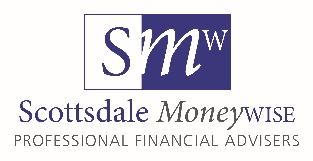 SmW
Scottsdale MoneyWISE
PROFESSIONAL FINANCIAL ADVISERS